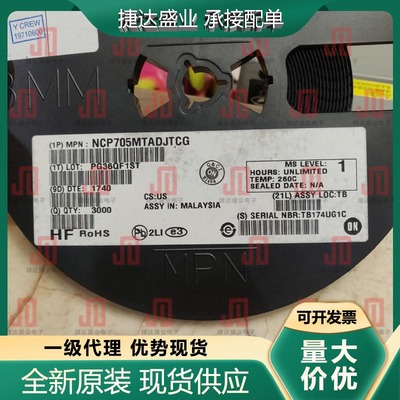 捷达盛业 承接配单
Y CREW
19710600
8MM
(1P) MPN : NCP705MTADJTCG
(1T) LOT: PG36QF1ST
(9D) DTE: 1740
(Q) QTY: 3000
CS:US
ASSY IN: MALAYSIA
MS LEVEL: 1
HOURS: UNLIMITED
TEMP: 260C
SEALED DATE: N/A
(21L) ASSY LOC:TB
(S) SERIAL NBR:TB174UG1C
HF RoHS
2LI
e3
ON
MPN
可开发票
一级代理 优势现货
量大
价优
全新原装 现货供应